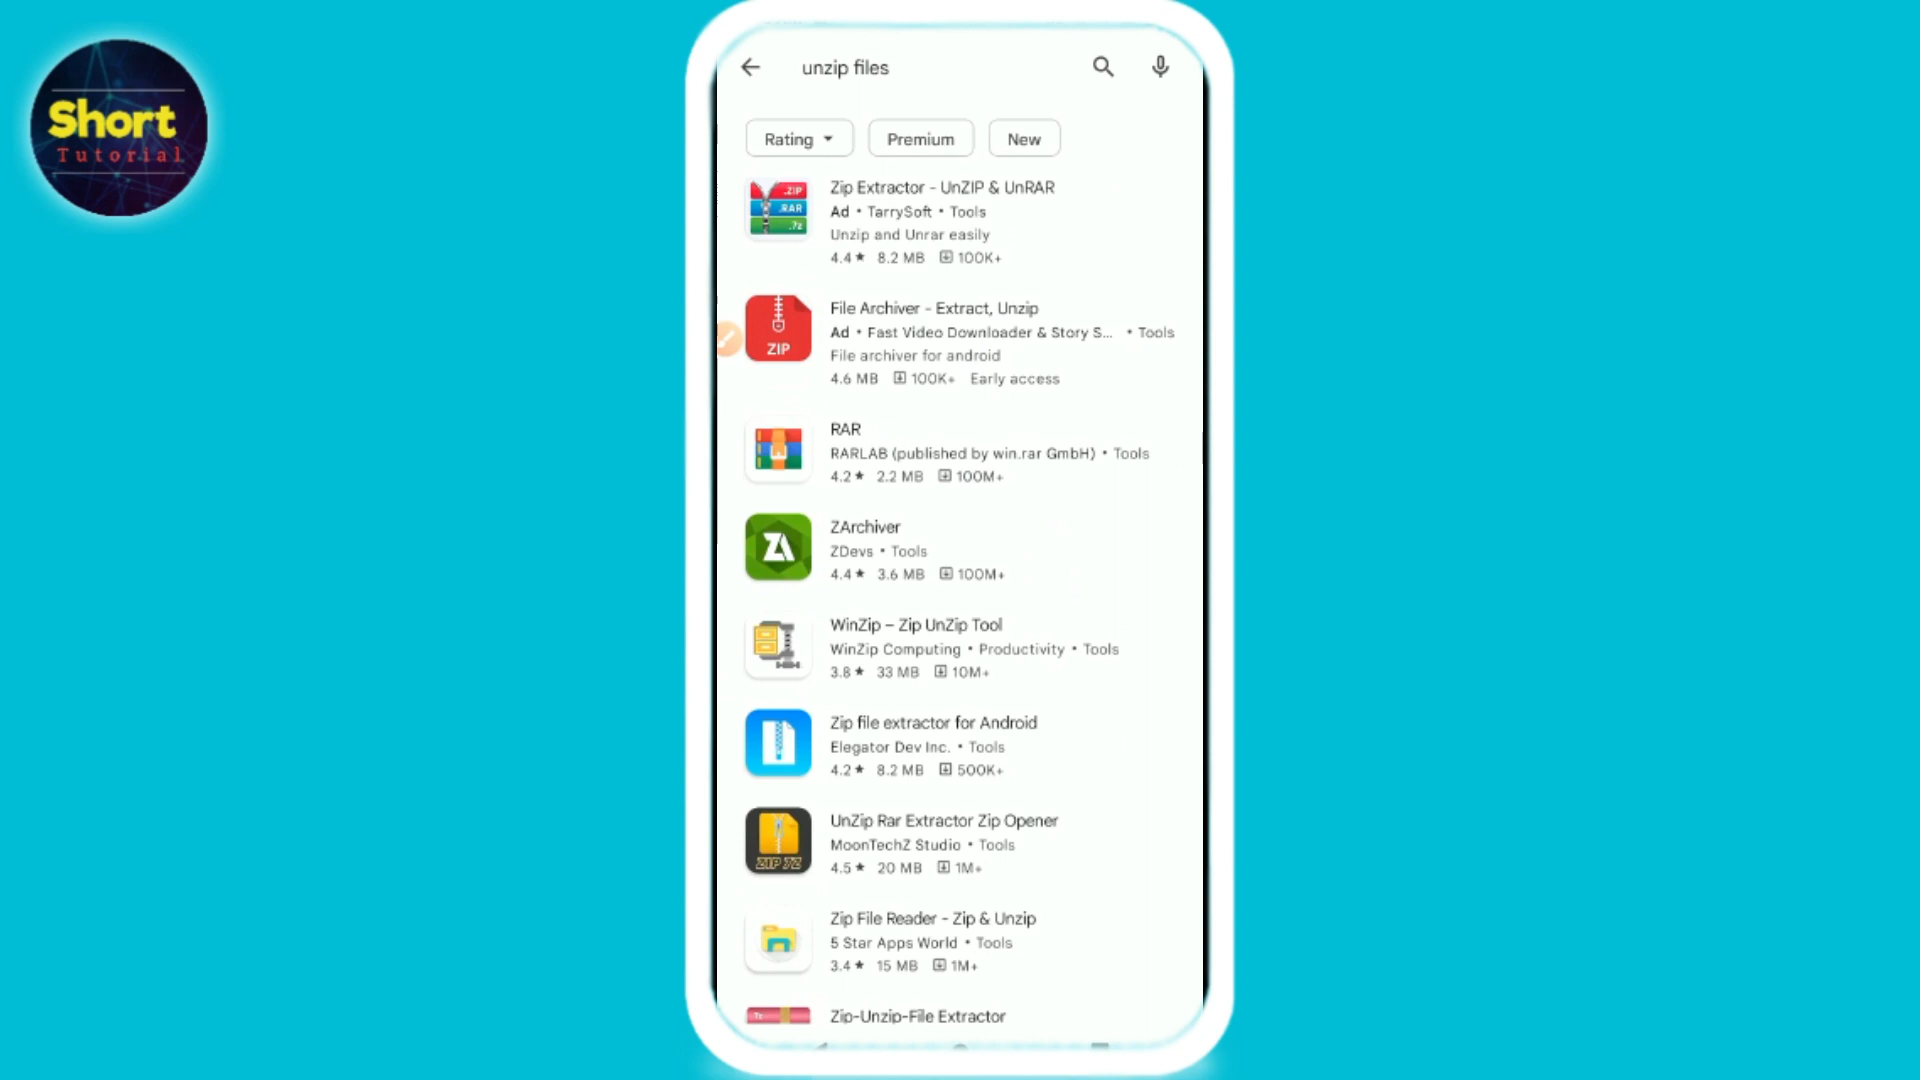 Short
Tutorial
unzip files
Rating
Premium
New
.ZIP
.RAR
.7z
Zip Extractor - UnZIP & UnRAR
Ad • TarrySoft • Tools
Unzip and Unrar easily
4.4★ 8.2 MB 100K+
ZIP
File Archiver - Extract, Unzip
Ad • Fast Video Downloader & Story S... • Tools
File archiver for android
4.6 MB 100K+ Early access
RAR
RARLAB (published by win.rar GmbH) • Tools
4.2★ 2.2 MB 100M+
ZA
ZArchiver
ZDevs • Tools
4.4★ 3.6 MB 100M+
WinZip – Zip UnZip Tool
WinZip Computing • Productivity • Tools
3.8★ 33 MB 10M+
Zip file extractor for Android
Elegator Dev Inc. • Tools
4.2★ 8.2 MB 500K+
ZIP 7Z
UnZip Rar Extractor Zip Opener
MoonTechZ Studio • Tools
4.5★ 20 MB 1M+
Zip File Reader - Zip & Unzip
5 Star Apps World • Tools
3.4★ 15 MB 1M+
Zip-Unzip-File Extractor